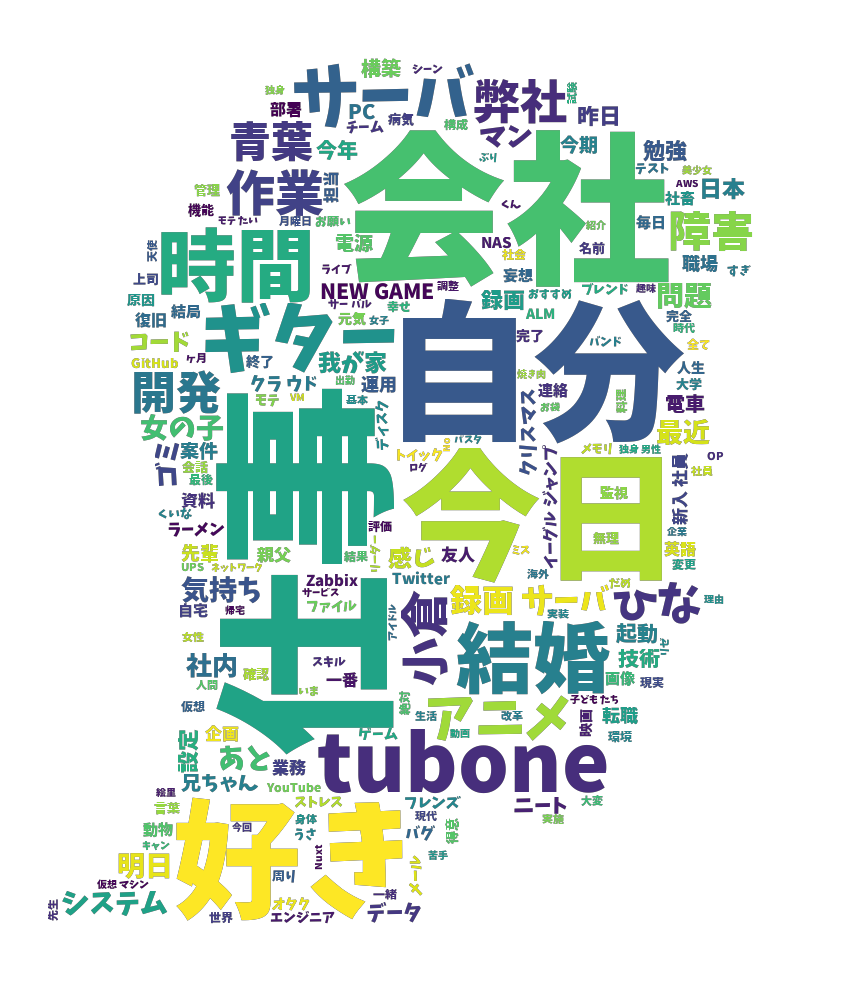 構築
シーン
サーバ
独身
部署
PC
チーム
病気
弊社
試験
昨日
構成
マン
青葉
今年
ぶり
今期
勉強
テスト
美少女
AWS
日本
作業
担当
管理
機能
モテ たい
月曜日
お願い
会社
くん
社畜
毎日
紹介
障害
時間
天使
電源
NAS
社会
名前
職場
すぎ
上司
ライブ
妄想
NEW GAME
調整
録画
おすすめ
ブレンド
趣味
問題
原因
サー バル
幸せ
ALM
復旧
結局
ギター
元気
女子
自分
完了
バンド
完全
時代
全て
コード
GitHub
ヶ月
終了
我が家
人生
開発
クラウド
出勤
運用
焼き肉
連絡
お袋
大学
電車
モテ
VM
基本
ディスク
クリスマス
女の子
仕事
最近
パスタ
メモリ
独身 男性
OP
ゴミ
案件
会話
最後
トイック
ログ
今日
イーグル ジャンプ
監視
新入 社員
社員
資料
くいな
ラーメン
評価
企業
無理
先輩
親父
結果
感じ
友人
ミス
英語
変更
UPS
ネットワーク
海外
だめ
気持ち
Zabbix
サービス
Twitter
録画 サーバ
ひな
理由
自宅
帰宅
ファイル
アイドル
小倉
実装
女性
結婚
起動
社内
確認
スキル
一番
技術
人間
いま
画像
現実
仮想
絶対
生活
アニメ
改革
子ども たち
映画
転職
ゲーム
動画
環境
設定
企画
あと
業務
tubone
兄ちゃん
YouTube
絵里
ストレス
フレンズ
ニート
大変
言葉
好き
身体
現代
実施
動物
今回
うさ
バグ
キャン
Nuxt
苦手
明日
周り
メール
仮想 マシン
一緒
システム
オタク
データ
先生
世界
エンジニア